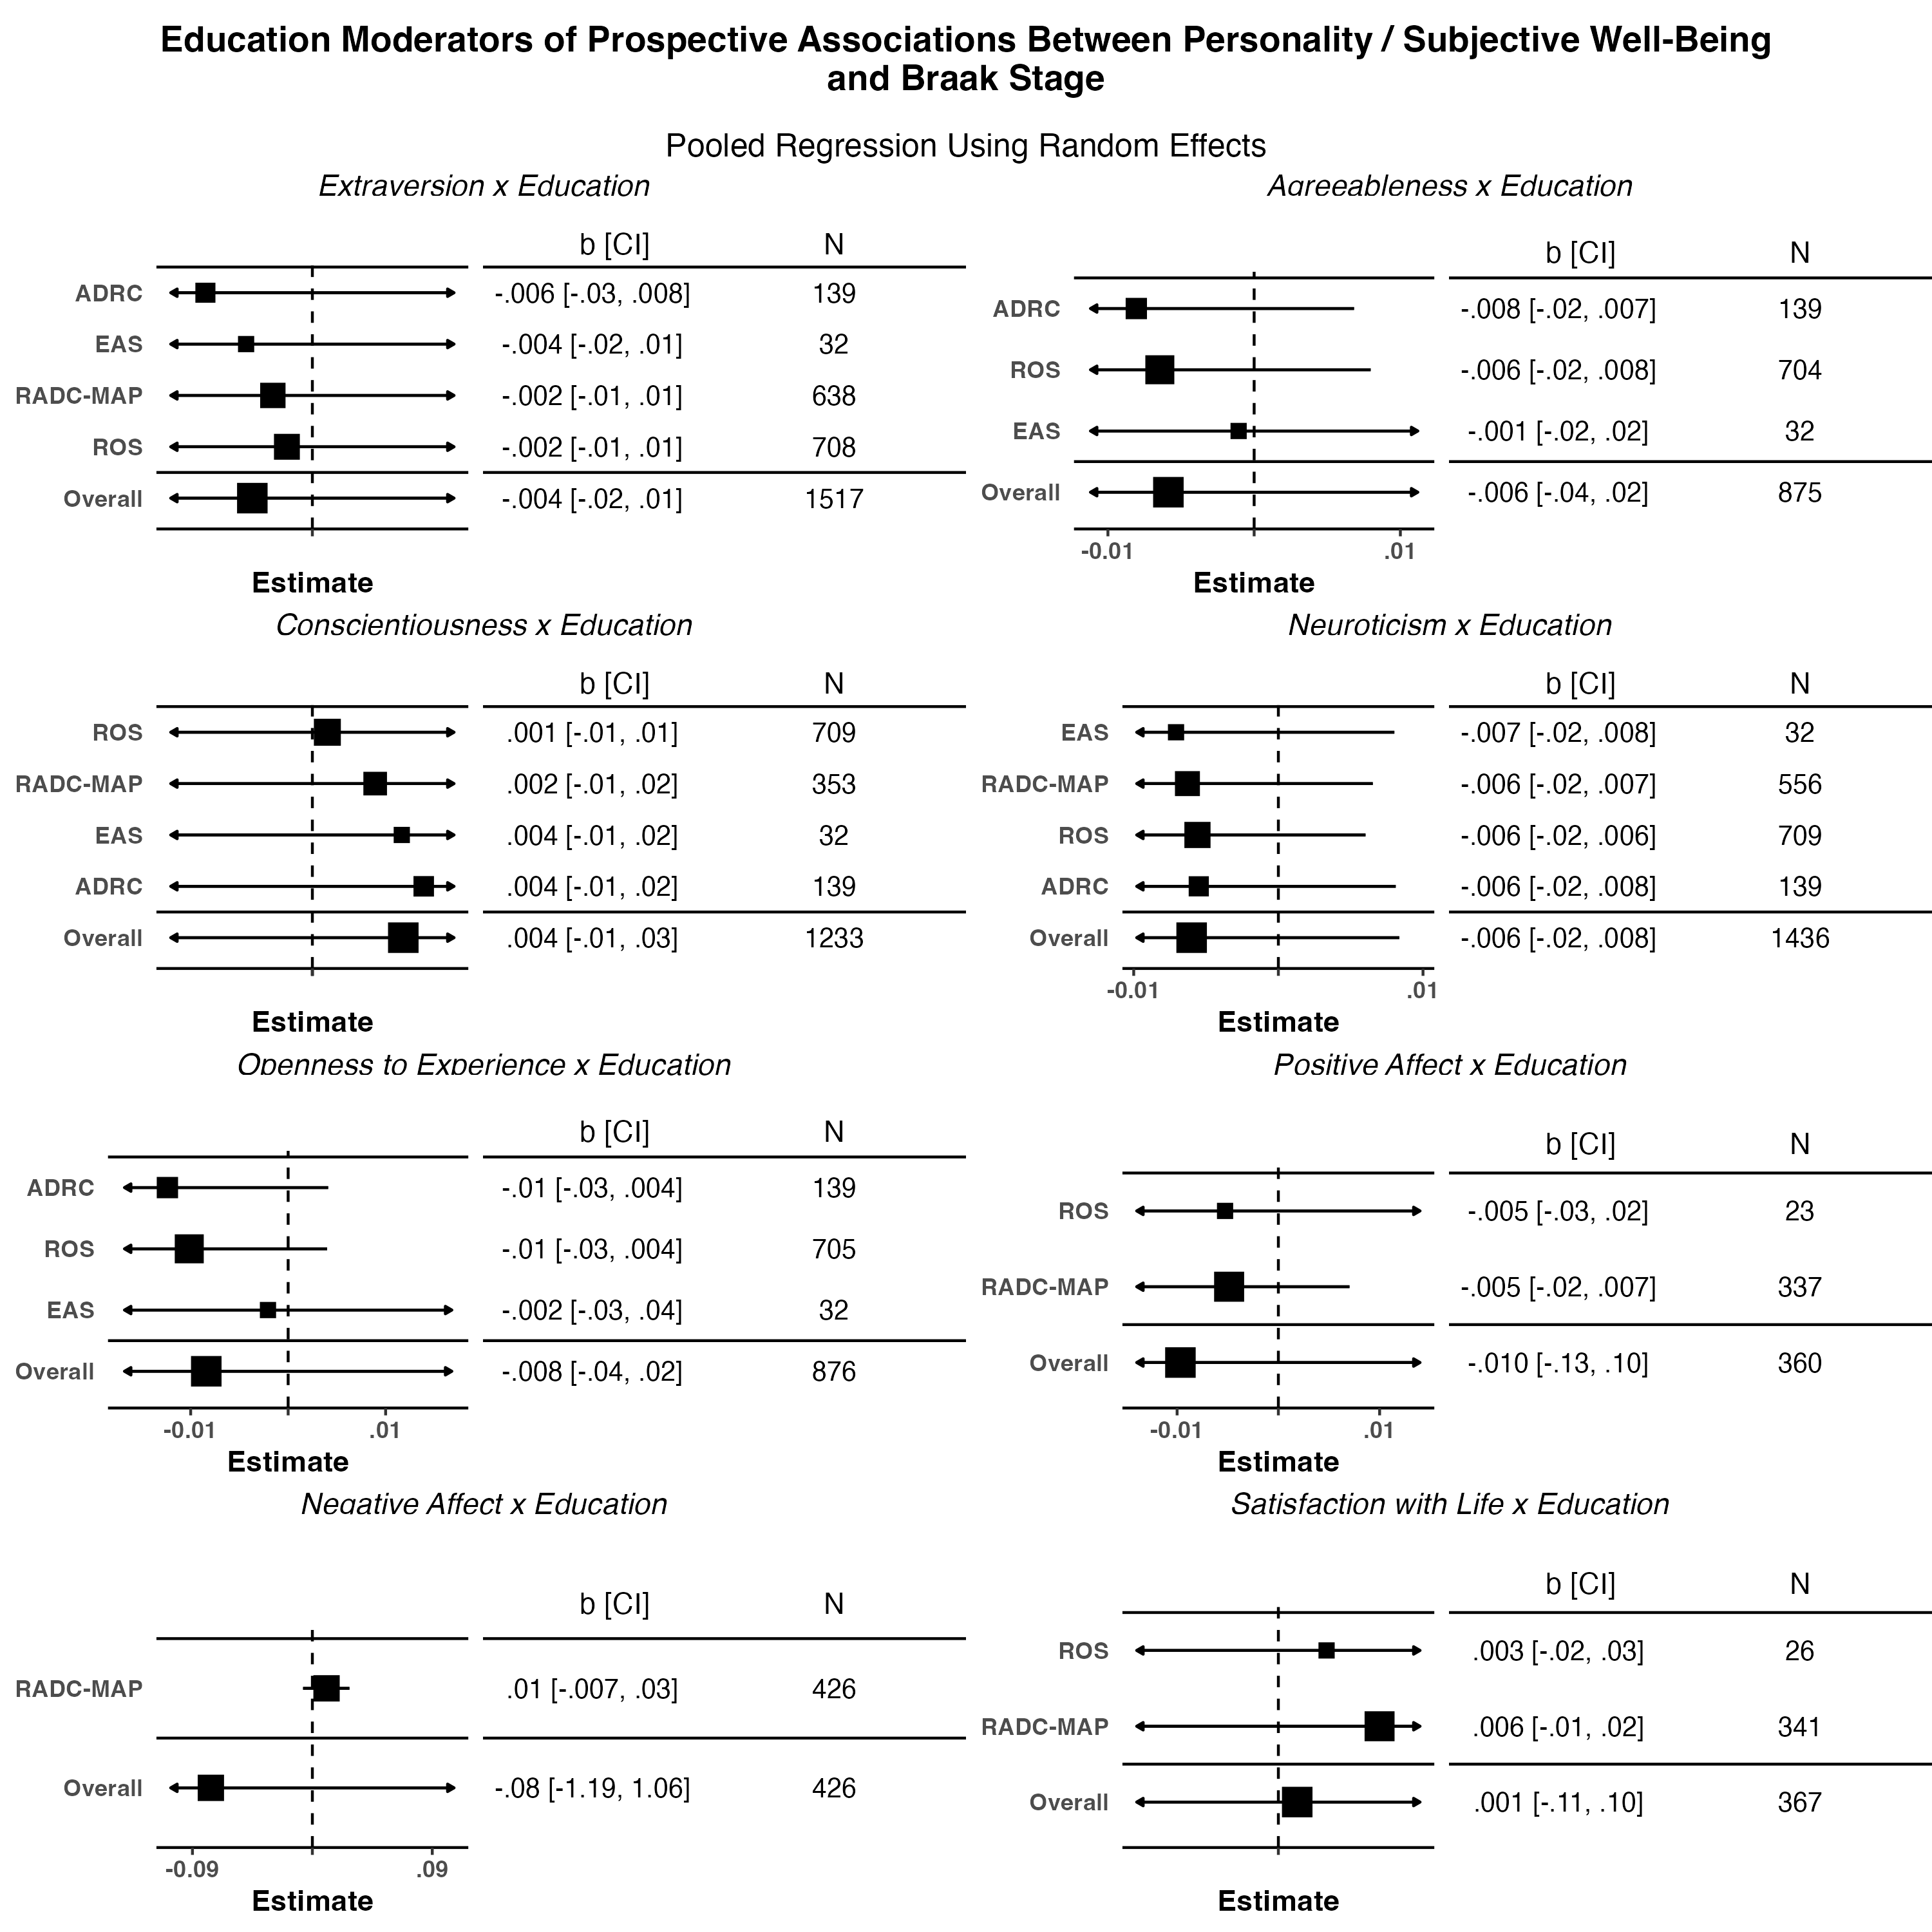 Education Moderators of Prospective Associations Between Personality / Subjective Well-Being
and Braak Stage
Pooled Regression Using Random Effects
Extraversion x Education
b [CI] N
ADRC -.006 [-.03, .008] 139
EAS -.004 [-.02, .01] 32
RADC-MAP -.002 [-.01, .01] 638
ROS -.002 [-.01, .01] 708
Overall -.004 [-.02, .01] 1517
Estimate
Agreeableness x Education
b [CI] N
ADRC -.008 [-.02, .007] 139
ROS -.006 [-.02, .008] 704
EAS -.001 [-.02, .02] 32
Overall -.006 [-.04, .02] 875
-0.01 .01
Estimate
Conscientiousness x Education
b [CI] N
ROS .001 [-.01, .01] 709
RADC-MAP .002 [-.01, .02] 353
EAS .004 [-.01, .02] 32
ADRC .004 [-.01, .02] 139
Overall .004 [-.01, .03] 1233
Estimate
Neuroticism x Education
b [CI] N
EAS -.007 [-.02, .008] 32
RADC-MAP -.006 [-.02, .007] 556
ROS -.006 [-.02, .006] 709
ADRC -.006 [-.02, .008] 139
Overall -.006 [-.02, .008] 1436
-0.01 .01
Estimate
Openness to Experience x Education
b [CI] N
ADRC -.01 [-.03, .004] 139
ROS -.01 [-.03, .004] 705
EAS -.002 [-.03, .04] 32
Overall -.008 [-.04, .02] 876
-0.01 .01
Estimate
Positive Affect x Education
b [CI] N
ROS -.005 [-.03, .02] 23
RADC-MAP -.005 [-.02, .007] 337
Overall -.010 [-.13, .10] 360
-0.01 .01
Estimate
Negative Affect x Education
b [CI] N
RADC-MAP .01 [-.007, .03] 426
Overall -.08 [-1.19, 1.06] 426
-0.09 .09
Estimate
Satisfaction with Life x Education
b [CI] N
ROS .003 [-.02, .03] 26
RADC-MAP .006 [-.01, .02] 341
Overall .001 [-.11, .10] 367
Estimate